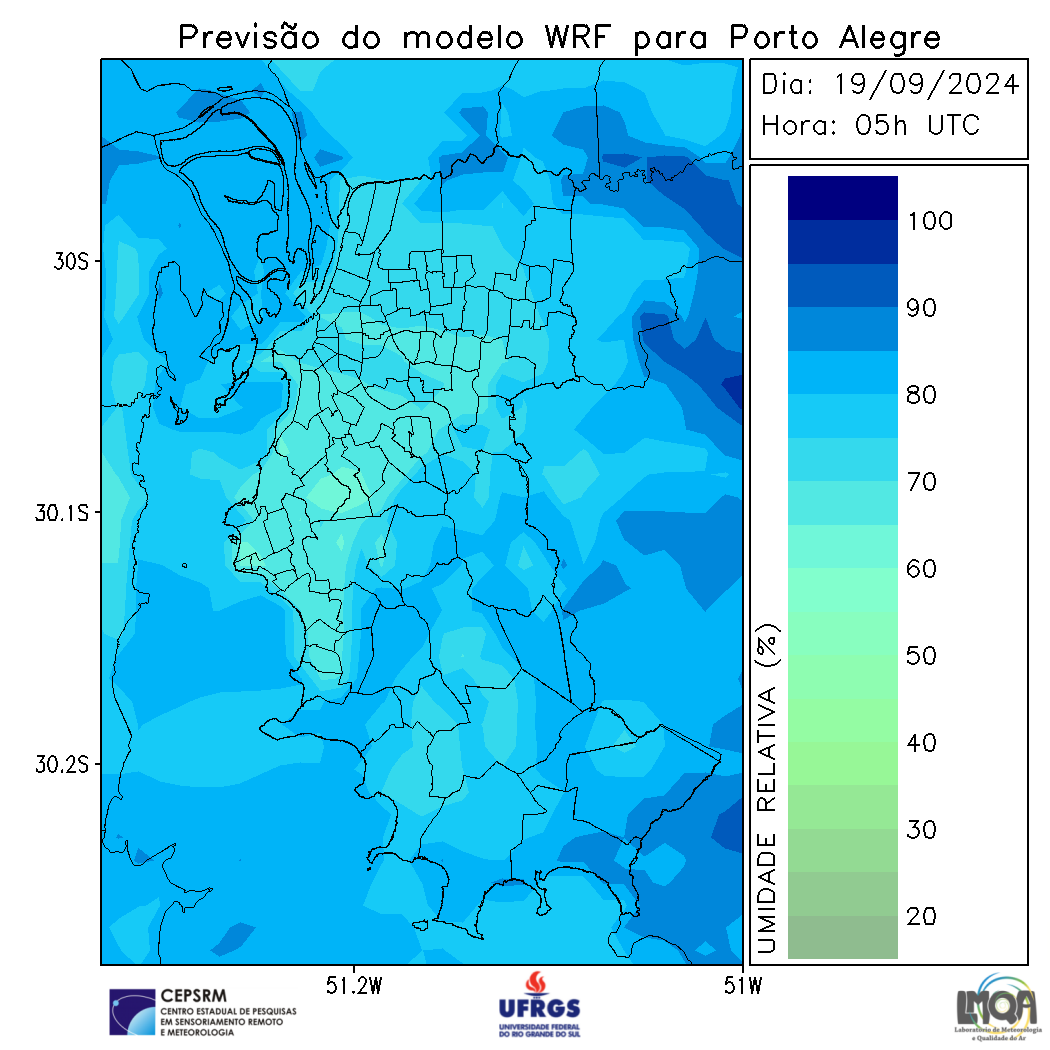 Previsão do modelo WRF para Porto Alegre
Dia: 19/09/2024
Hora: 05h UTC
100
90
80
70
60
50
40
30
20
UMIDADE RELATIVA (%)
30S
30.1S
30.2S
51.2W
51W
CEPSRM
CENTRO ESTADUAL DE PESQUISAS
EM SENSORIAMENTO REMOTO
E METEOROLOGIA
UFRGS
UNIVERSIDADE FEDERAL
DO RIO GRANDE DO SUL
LMQA
Laboratório de Meteorologia
e Qualidade do Ar